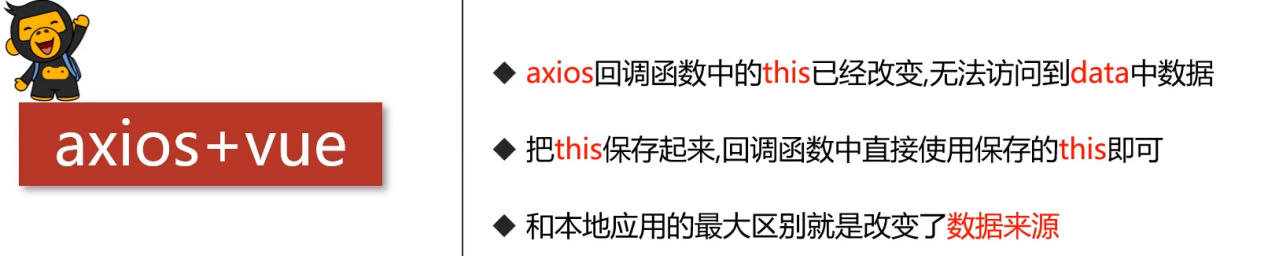 axios+vue
axios回调函数中的this已经改变,无法访问到data中数据
把this保存起来,回调函数中直接使用保存的this即可
和本地应用的最大区别就是改变了数据来源